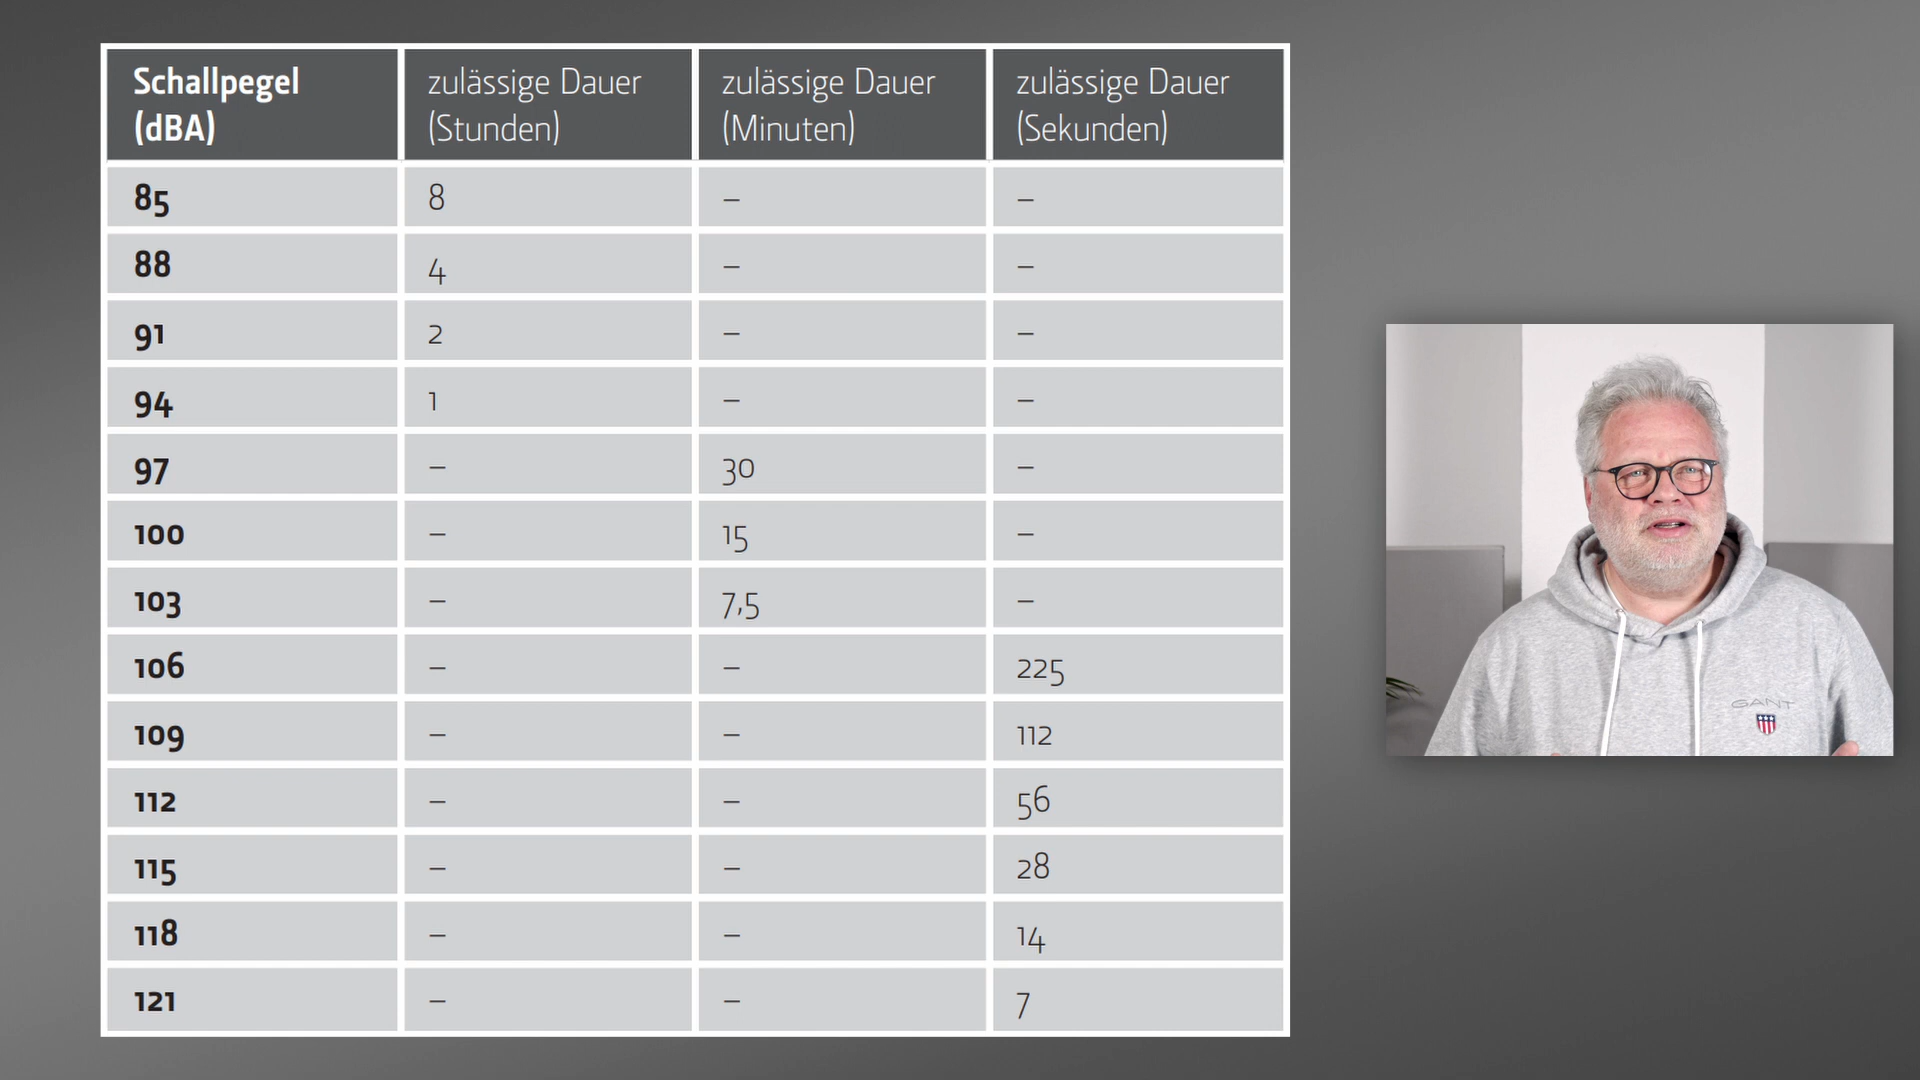 Schallpegel (dBA) zulässige Dauer (Stunden) zulässige Dauer (Minuten) zulässige Dauer (Sekunden)
85 8 – –
88 4 – –
91 2 – –
94 1 – –
97 – 30 –
100 – 15 –
103 – 7,5 –
106 – – 225
109 – – 112
112 – – 56
115 – – 28
118 – – 14
121 – – 7
GANT